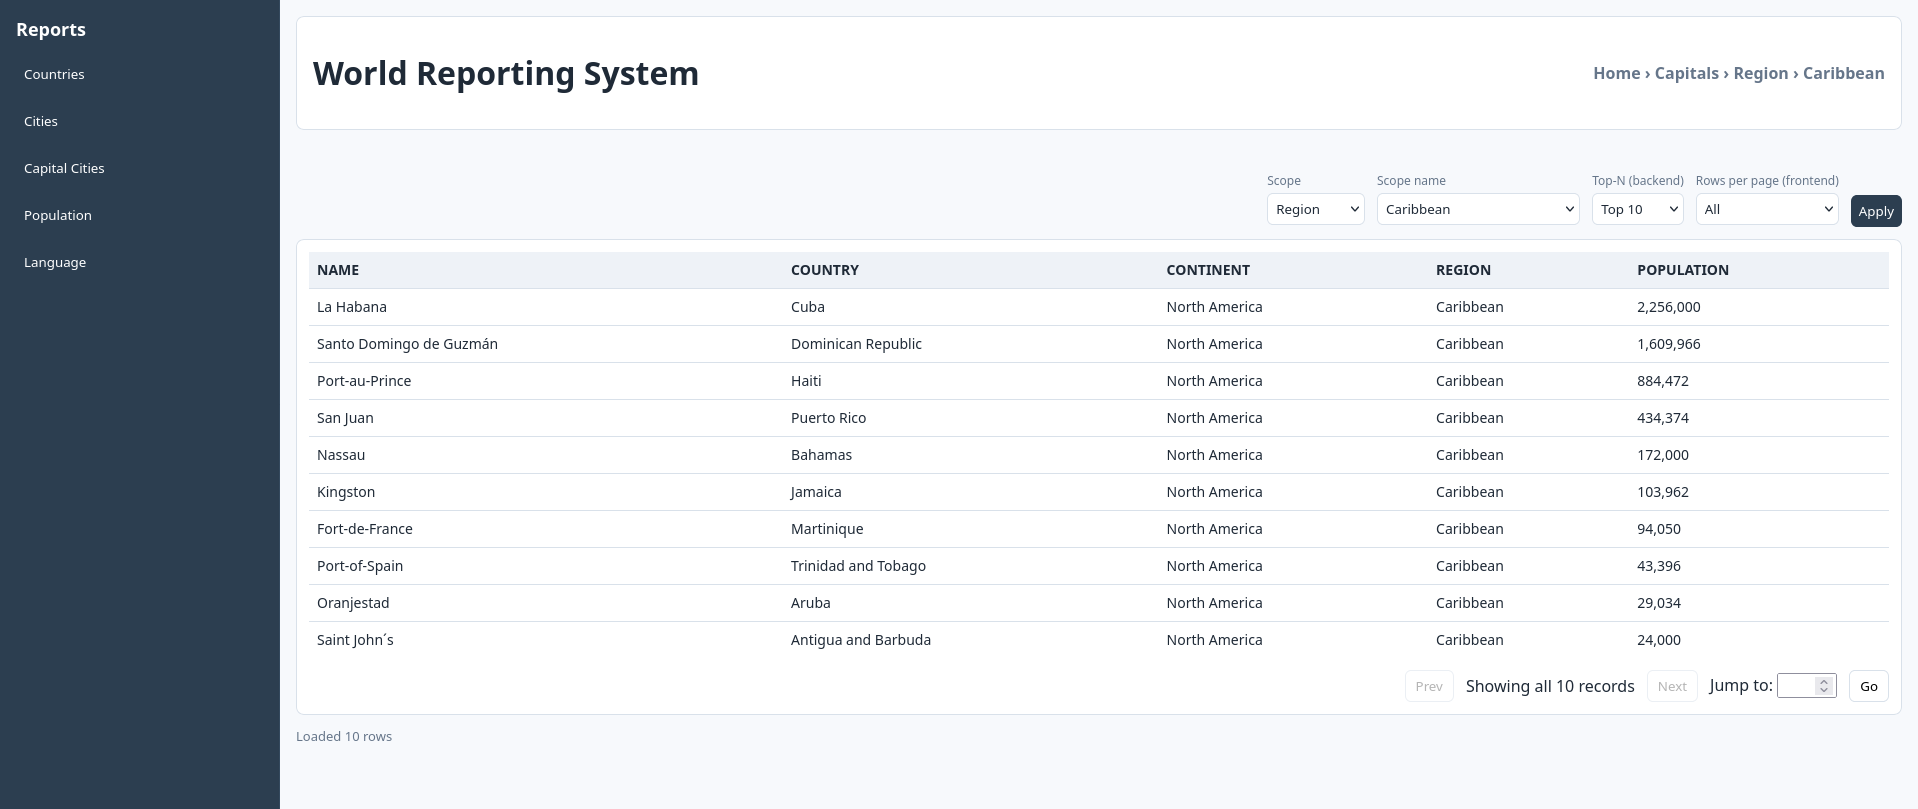 Reports
Countries
Cities
Capital Cities
Population
Language
World Reporting System
Home › Capitals › Region › Caribbean
Scope Scope name Top-N (backend) Rows per page (frontend)
Region Caribbean Top 10 All Apply
NAME COUNTRY CONTINENT REGION POPULATION
La Habana Cuba North America Caribbean 2,256,000
Santo Domingo de Guzmán Dominican Republic North America Caribbean 1,609,966
Port-au-Prince Haiti North America Caribbean 884,472
San Juan Puerto Rico North America Caribbean 434,374
Nassau Bahamas North America Caribbean 172,000
Kingston Jamaica North America Caribbean 103,962
Fort-de-France Martinique North America Caribbean 94,050
Port-of-Spain Trinidad and Tobago North America Caribbean 43,396
Oranjestad Aruba North America Caribbean 29,034
Saint John´s Antigua and Barbuda North America Caribbean 24,000
Prev Showing all 10 records Next Jump to: Go
Loaded 10 rows